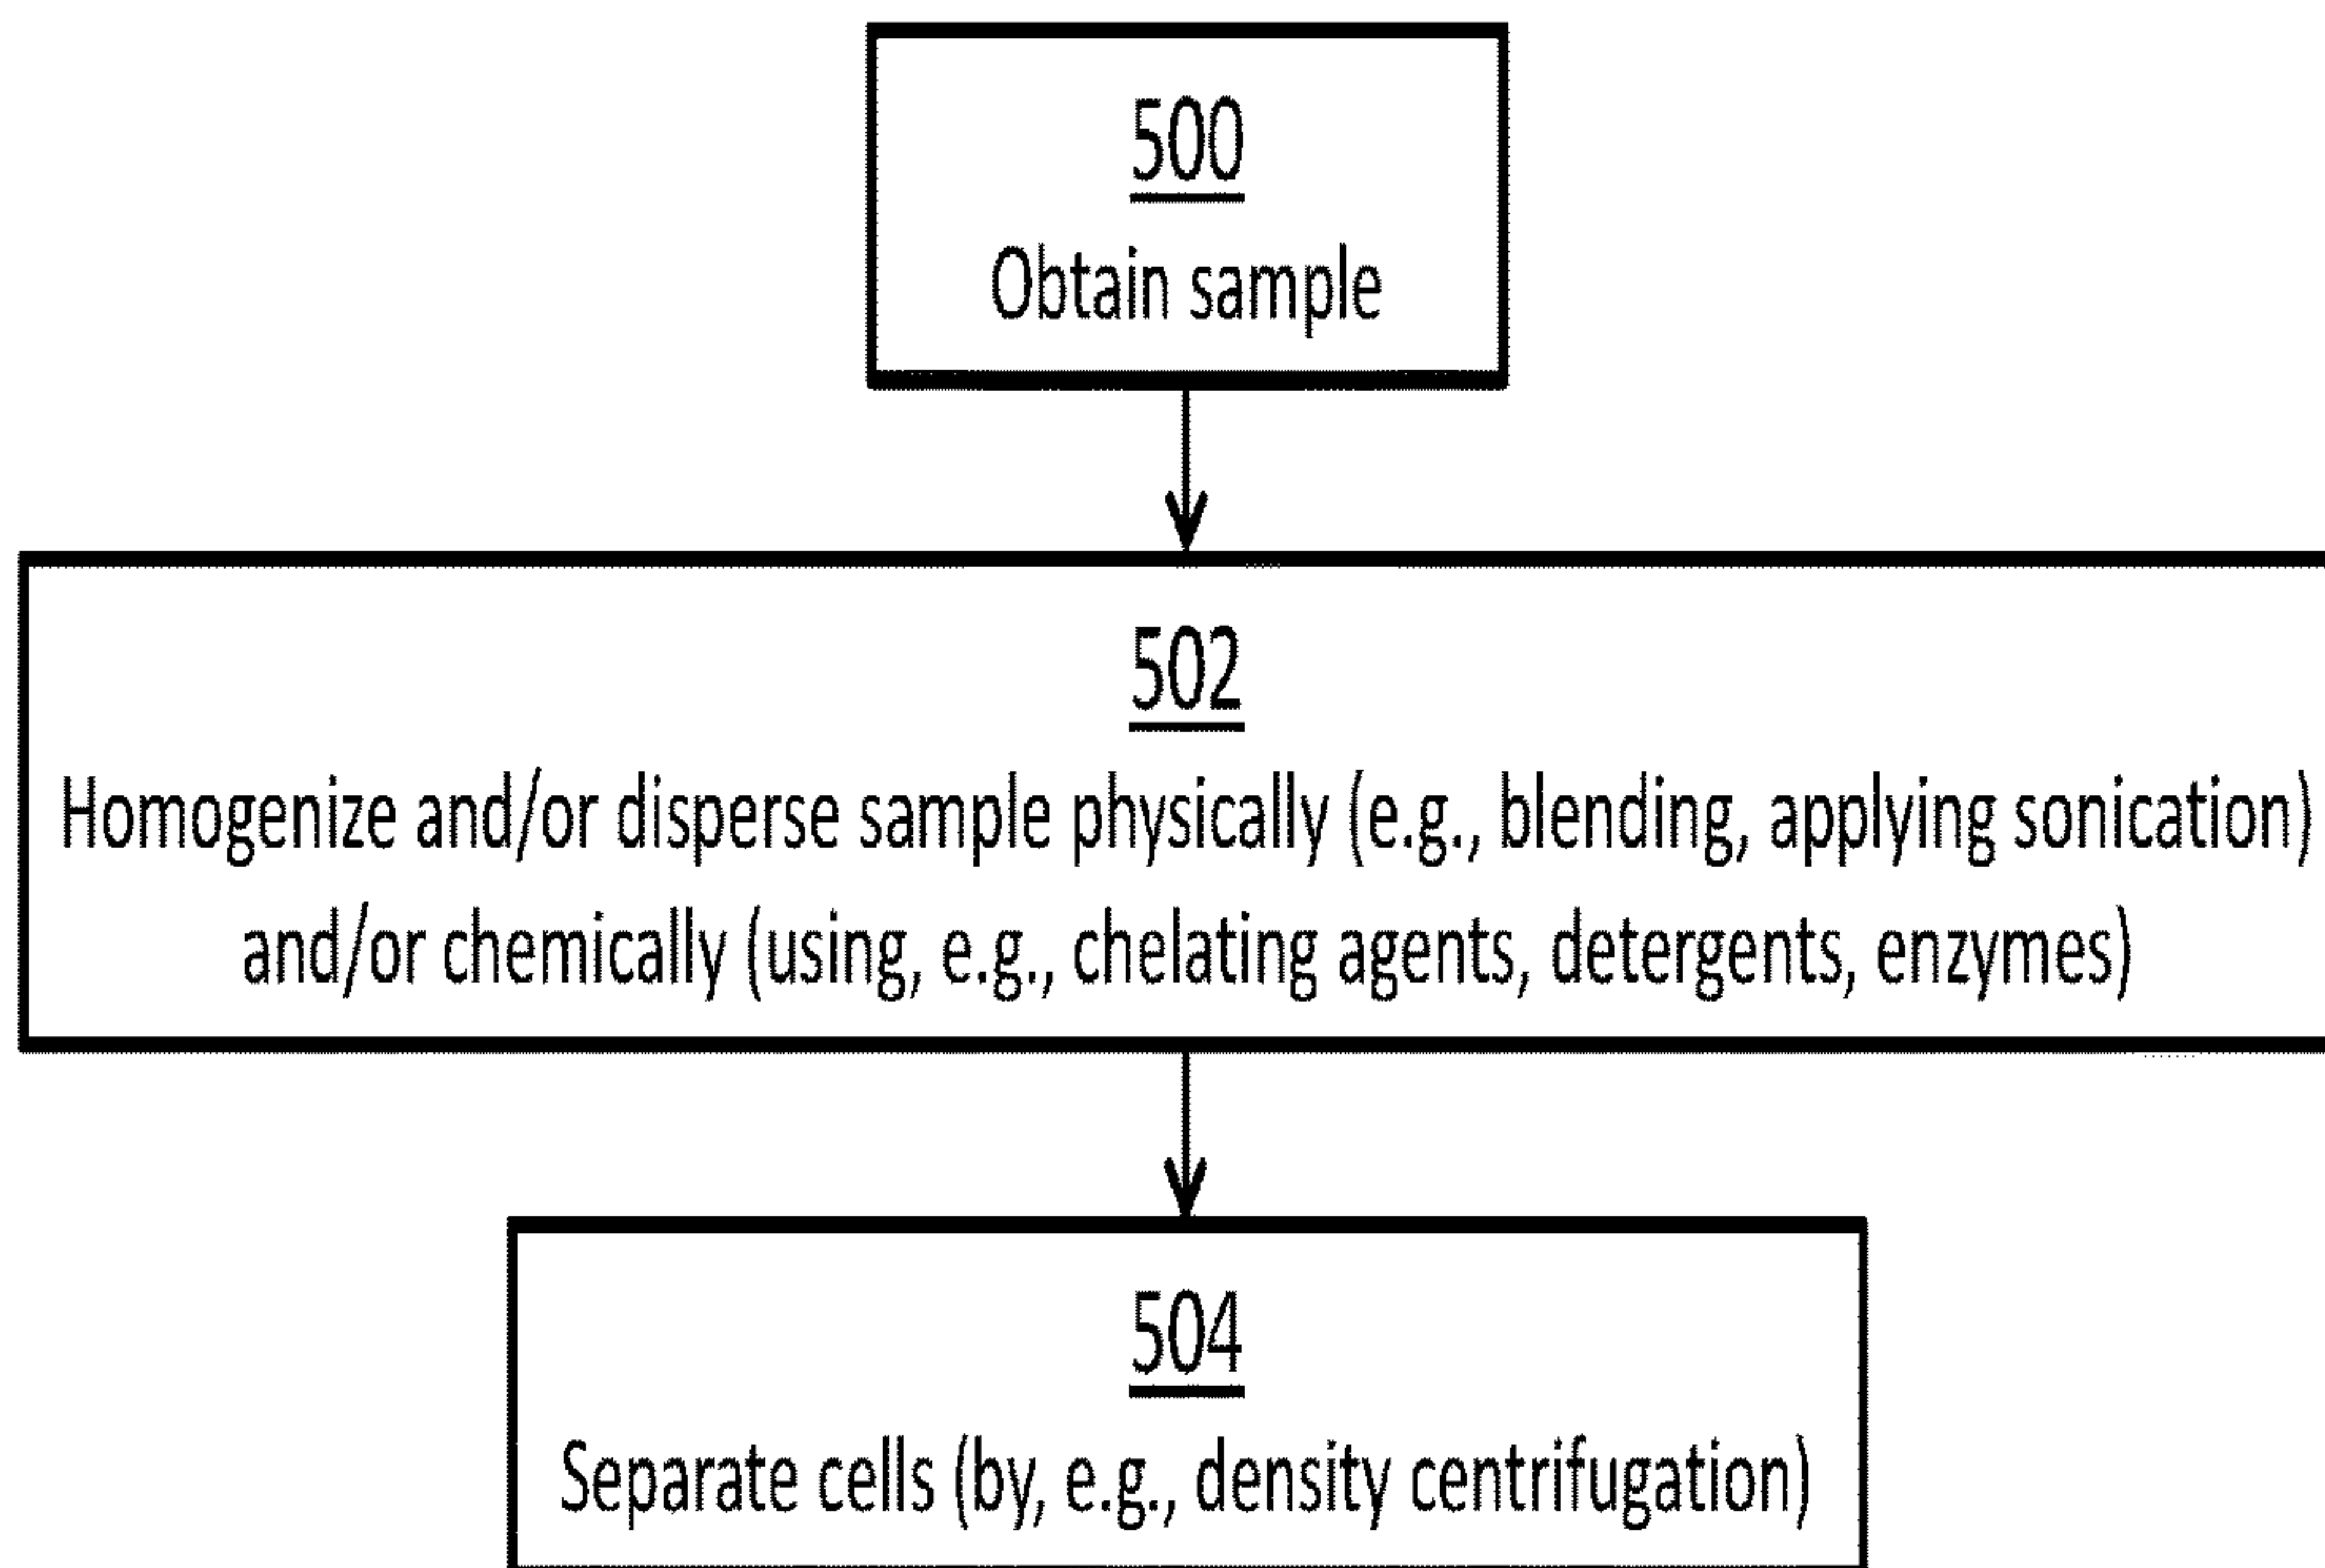 500
Obtain sample
502
Homogenize and/or disperse sample physically (e.g., blending, applying sonication)
and/or chemically (using, e.g., chelating agents, detergents, enzymes)
504
Separate cells (by, e.g., density centrifugation)